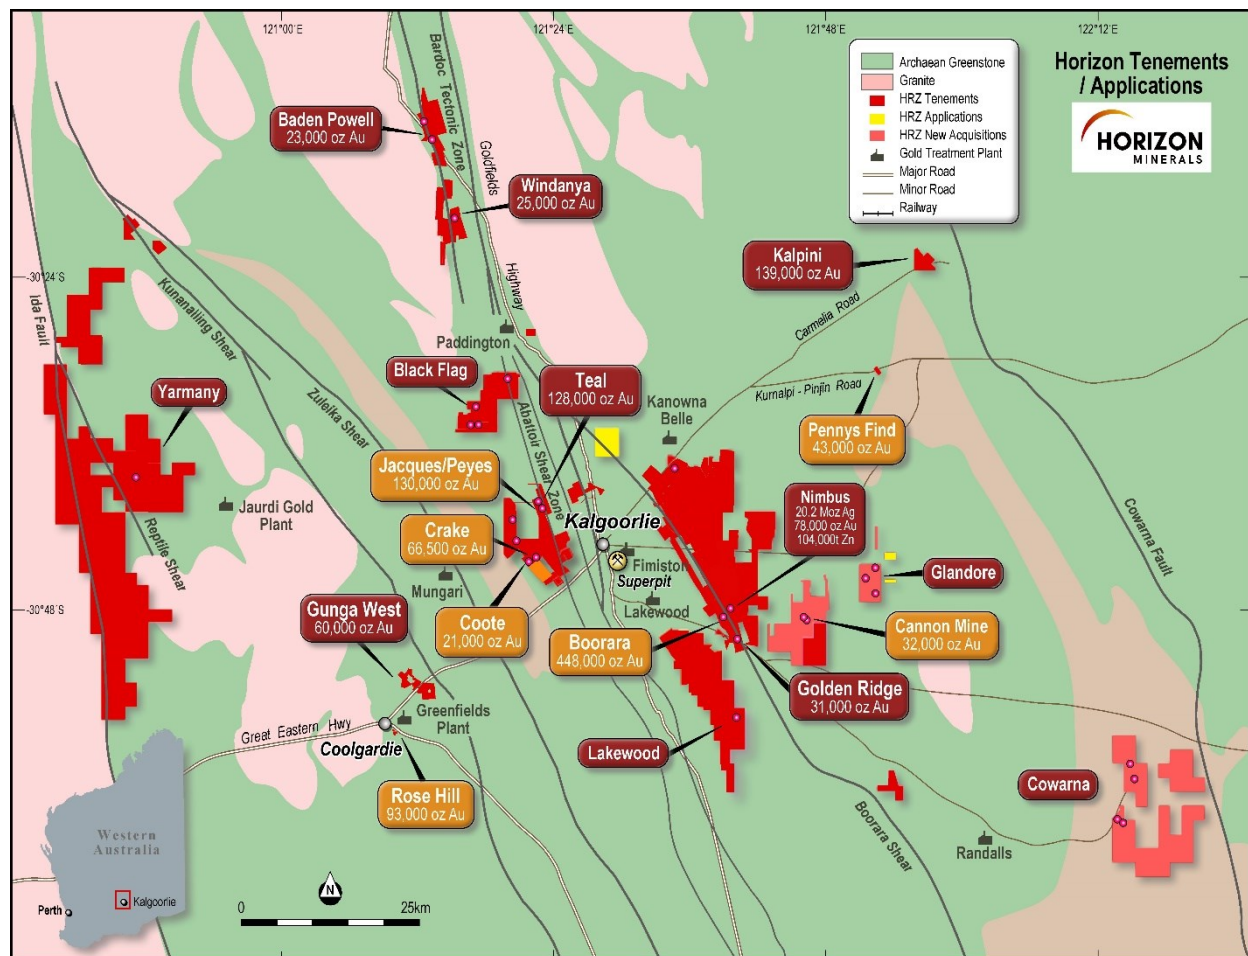 121°00'
121°24'
121°48'
122°12'
Horizon Tenements
/ Applications
HORIZON
MINERALS
Archaean Greenstone
Granite
HRZ Tenements
HRZ Applications
HRZ New Acquisitions
Gold Treatment Plant
Major Road
Minor Road
Railway
Bardoc Tectonic Zone
Goldfields
Highway
Baden Powell
23,000 oz Au
Windanya
25,000 oz Au
Kalpini
139,000 oz Au
-30°24'S
Ida Fault
Kunanalling Shear
Carmelia Road
Paddington
Zuleika Shear
Black Flag
Teal
128,000 oz Au
Kurnalpi - Pinjin Road
Yarmany
Abattoir Shear Zone
Kanowna
Belle
Pennys Find
43,000 oz Au
Jacques/Peyes
130,000 oz Au
Jaurdi Gold
Plant
Reptile Shear
Nimbus
20.2 Moz Ag
78,000 oz Au
104,000t Zn
Cowarna Fault
Crake
66,500 oz Au
Kalgoorlie
Fimiston
Superpit
Glandore
Mungari
-30°48'S
Lakewood
Gunga West
60,000 oz Au
Coote
21,000 oz Au
Boorara
448,000 oz Au
Cannon Mine
32,000 oz Au
Golden Ridge
31,000 oz Au
Greenfields
Plant
Great Eastern Hwy
Coolgardie
Lakewood
Cowarna
Rose Hill
93,000 oz Au
Boorara Shear
Randalls
Western
Australia
Perth
Kalgoorlie
N
0
25km